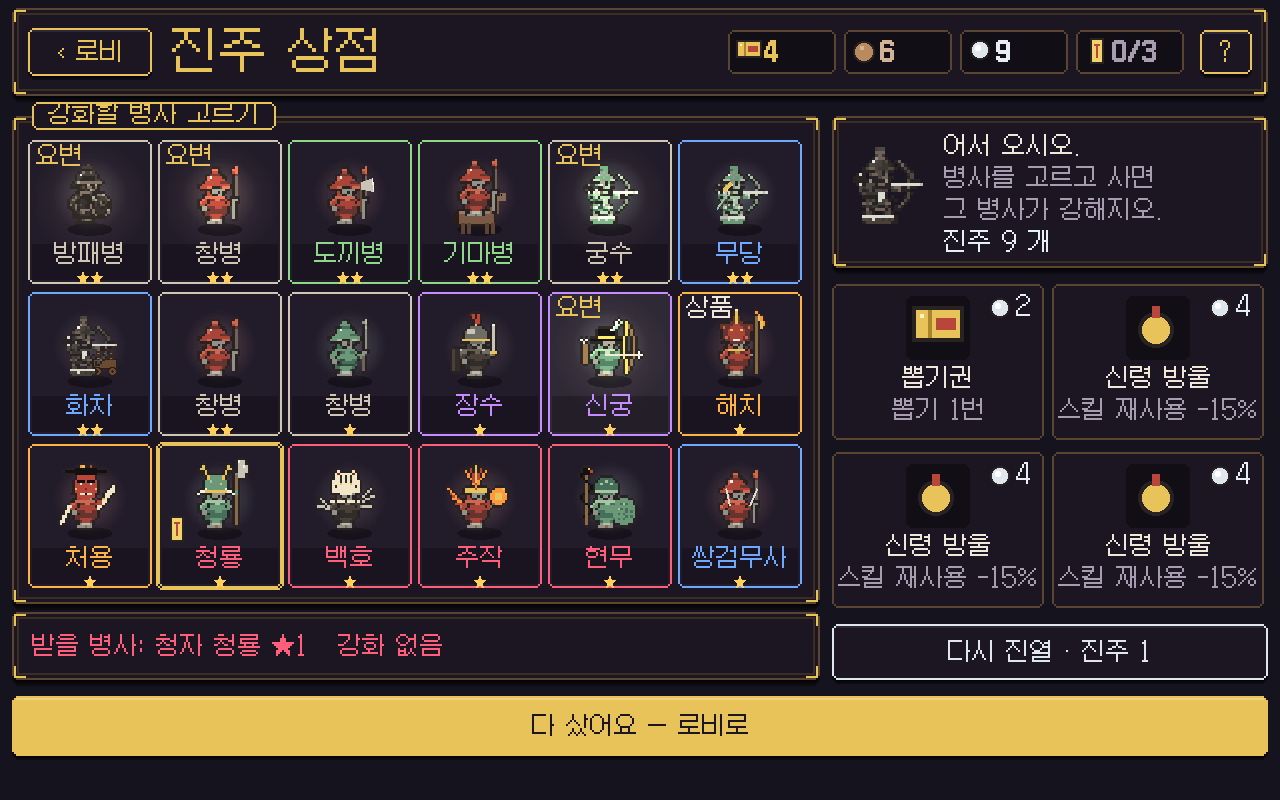 ‹ 로비
진주 상점
4
6
9
0/3
?
강화할 병사 고르기
요변
방패병
★★
요변
창병
★★
도끼병
★★
기마병
★★
요변
궁수
★★
무당
★★
화차
★★
창병
★★
창병
★
장수
★
요변
신궁
★
상품
해치
★
처용
★
청룡
★
백호
★
주작
★
현무
★
쌍검무사
★
받을 병사: 청자 청룡 ★1 강화 없음
어서 오시오.
병사를 고르고 사면
그 병사가 강해지오.
진주 9 개
2
뽑기권
뽑기 1번
4
신령 방울
스킬 재사용 -15%
4
신령 방울
스킬 재사용 -15%
4
신령 방울
스킬 재사용 -15%
다시 진열 · 진주 1
다 샀어요 — 로비로